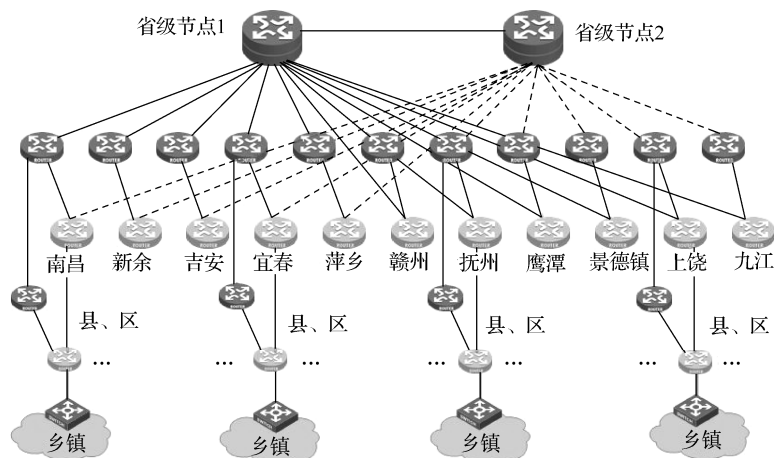 省级节点1
省级节点2
南昌
新余
吉安
宜春
萍乡
赣州
抚州
鹰潭
景德镇
上饶
九江
县、区
县、区
县、区
县、区
...
...
...
...
...
...
...
乡镇
乡镇
乡镇
乡镇